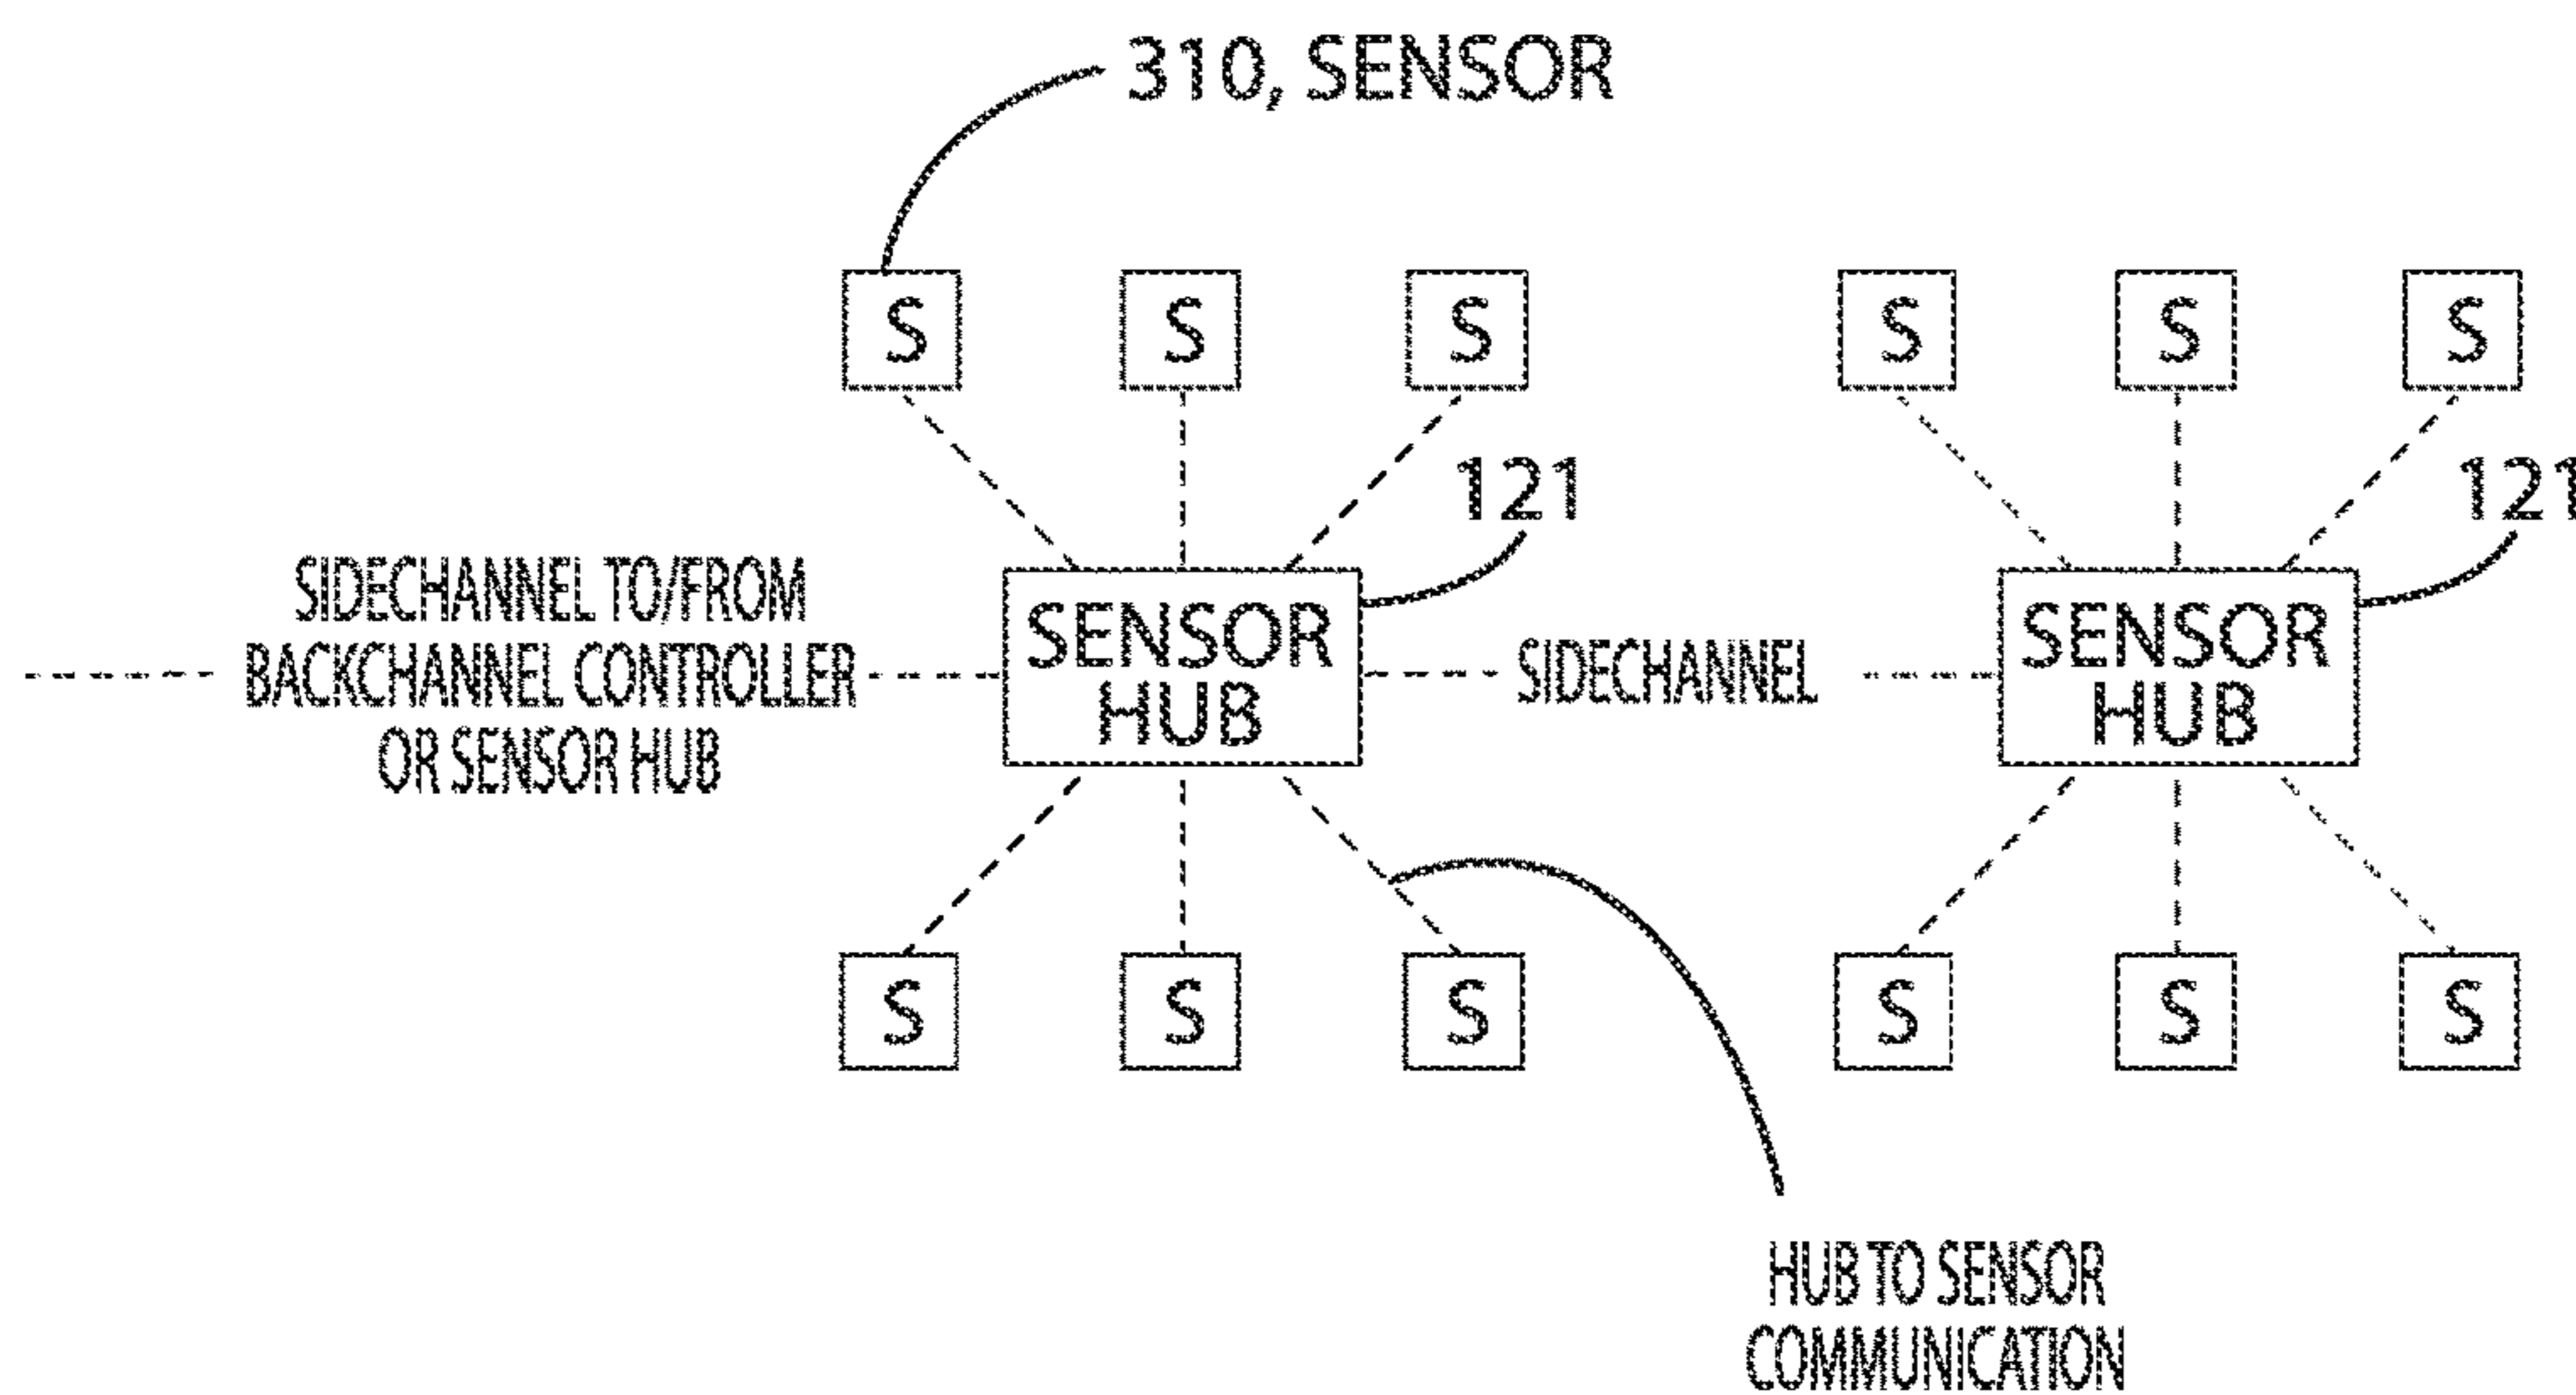 310, SENSOR
S S S S S S
121 121
SIDECHANNEL TO/FROM
BACKCHANNEL CONTROLLER
OR SENSOR HUB
SENSOR
HUB
SIDECHANNEL
SENSOR
HUB
S S S S S S
HUB TO SENSOR
COMMUNICATION